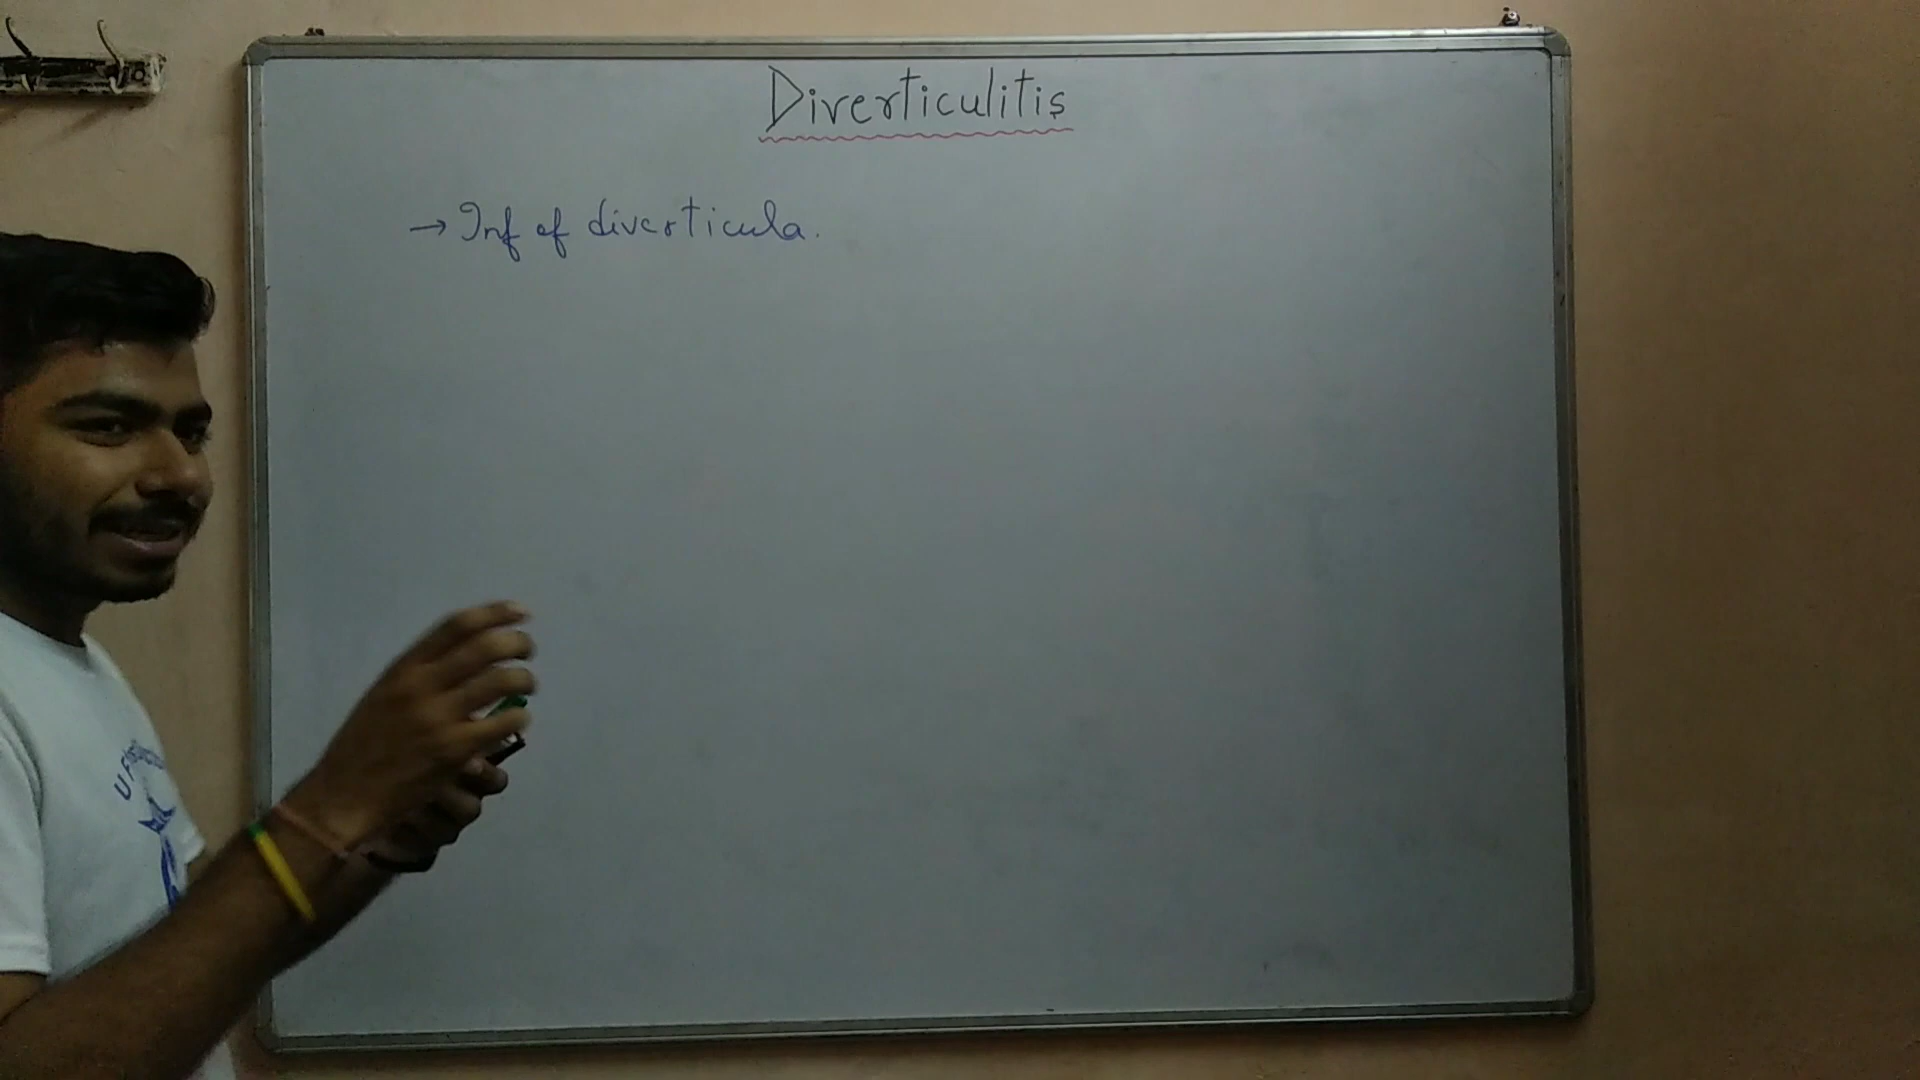 Diverticulitis
→ Inf of diverticula.